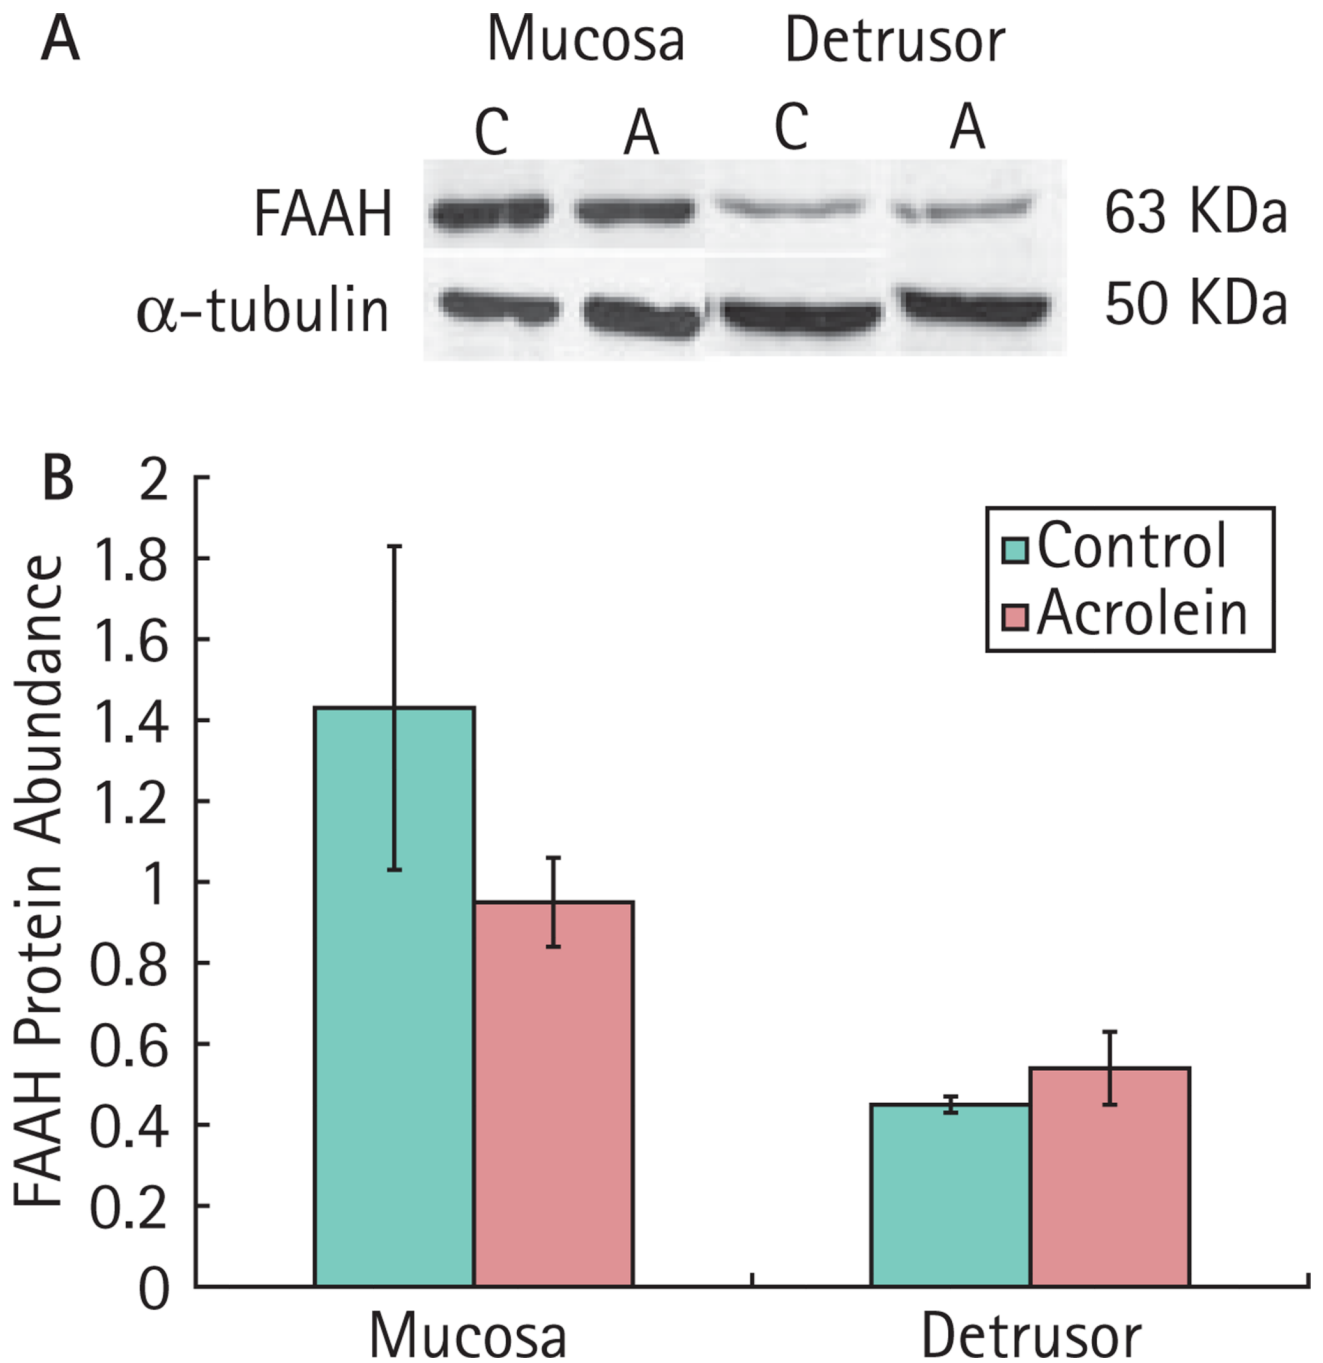 A
Mucosa Detrusor
C A C A
FAAH 63 KDa
α-tubulin 50 KDa
B
FAAH Protein Abundance
2
1.8
1.6
1.4
1.2
1
0.8
0.6
0.4
0.2
0
Control
Acrolein
Mucosa Detrusor